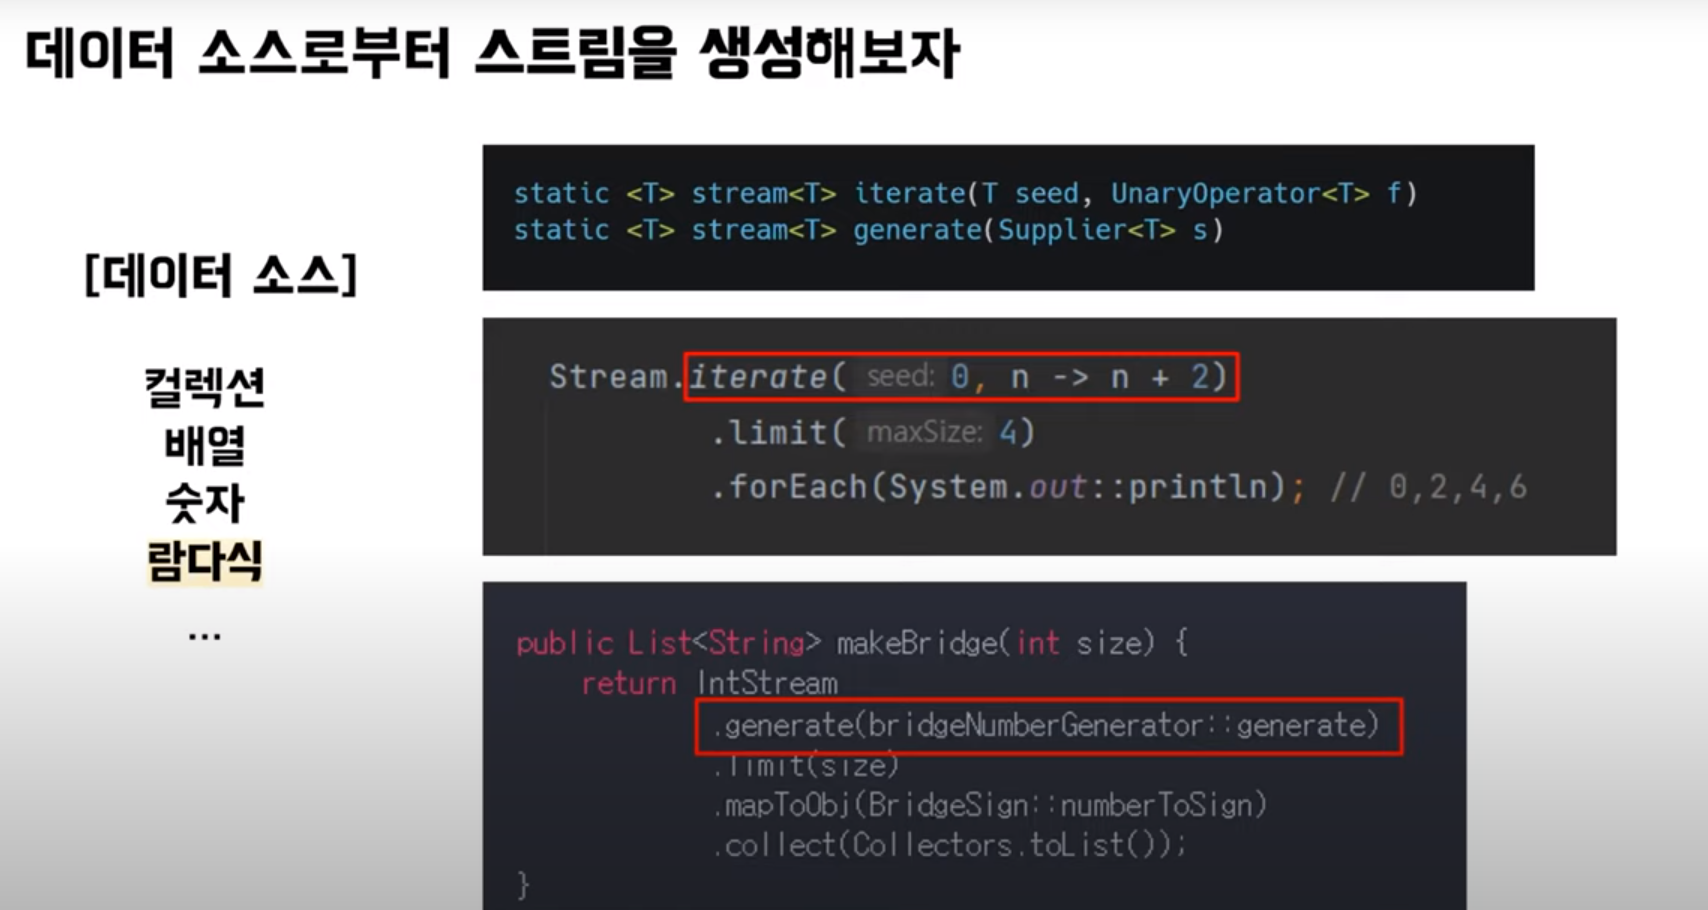 데이터 소스로부터 스트림을 생성해보자
[데이터 소스]
컬렉션
배열
숫자
람다식
...
static <T> stream<T> iterate(T seed, UnaryOperator<T> f)
static <T> stream<T> generate(Supplier<T> s)
Stream.iterate( seed: 0, n -> n + 2)
.limit( maxSize: 4)
.forEach(System.out::println); // 0,2,4,6
public List<String> makeBridge(int size) {
return IntStream
.generate(bridgeNumberGenerator::generate)
.limit(size)
.mapToObj(BridgeSign::numberToSign)
.collect(Collectors.toList());
}